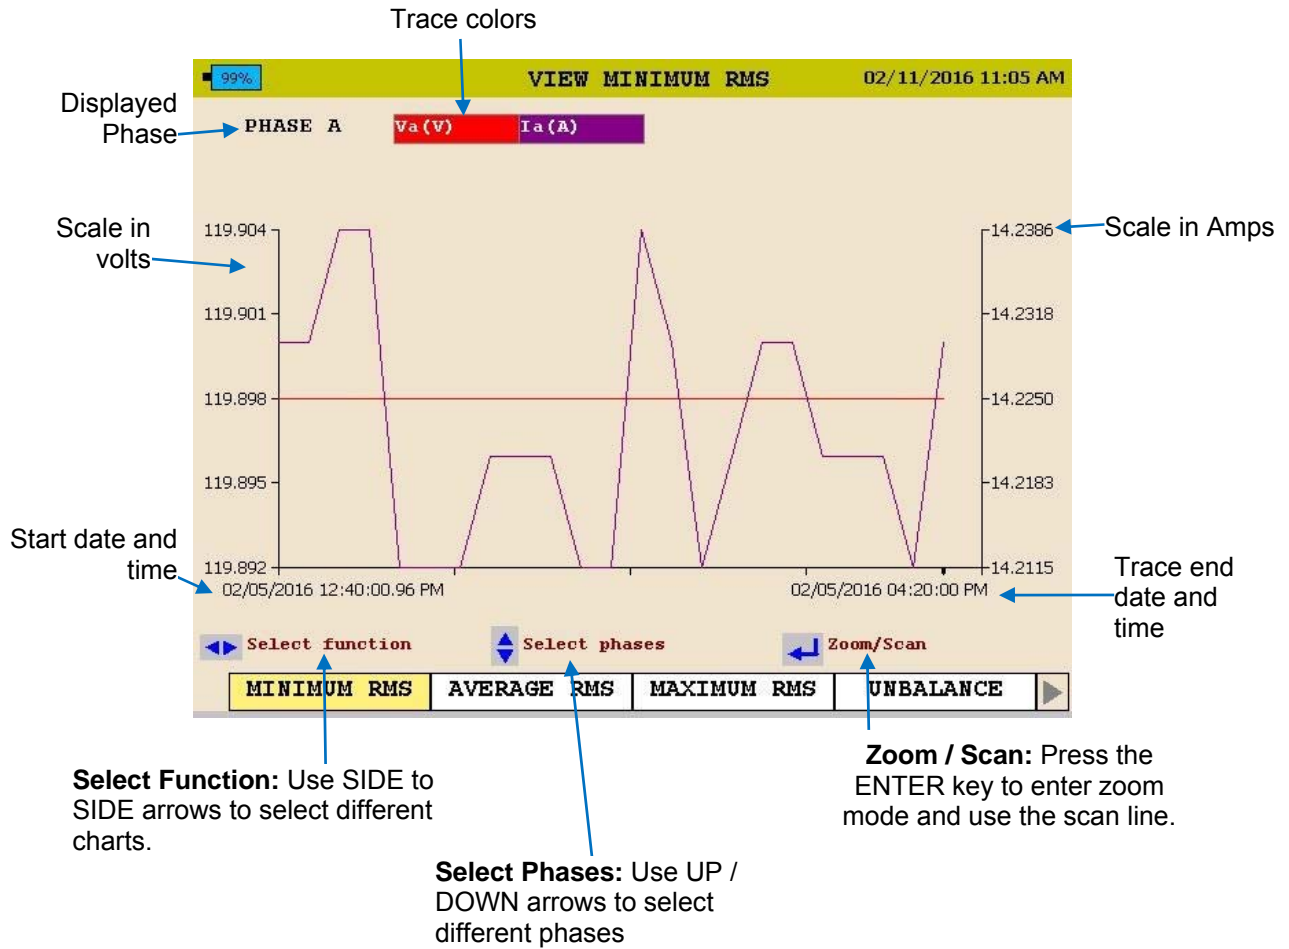 Trace colors
99%
VIEW MINIMUM RMS
02/11/2016 11:05 AM
Displayed
Phase
PHASE A
Va(V)
Ia(A)
Scale in
volts
119.904
119.901
119.898
119.895
119.892
14.2386
14.2318
14.2250
14.2183
14.2115
Scale in Amps
Start date and
time
02/05/2016 12:40:00.96 PM
02/05/2016 04:20:00 PM
Trace end
date and
time
Select function
Select phases
Zoom/Scan
MINIMUM RMS
AVERAGE RMS
MAXIMUM RMS
UNBALANCE
Select Function: Use SIDE to
SIDE arrows to select different
charts.
Select Phases: Use UP /
DOWN arrows to select
different phases
Zoom / Scan: Press the
ENTER key to enter zoom
mode and use the scan line.